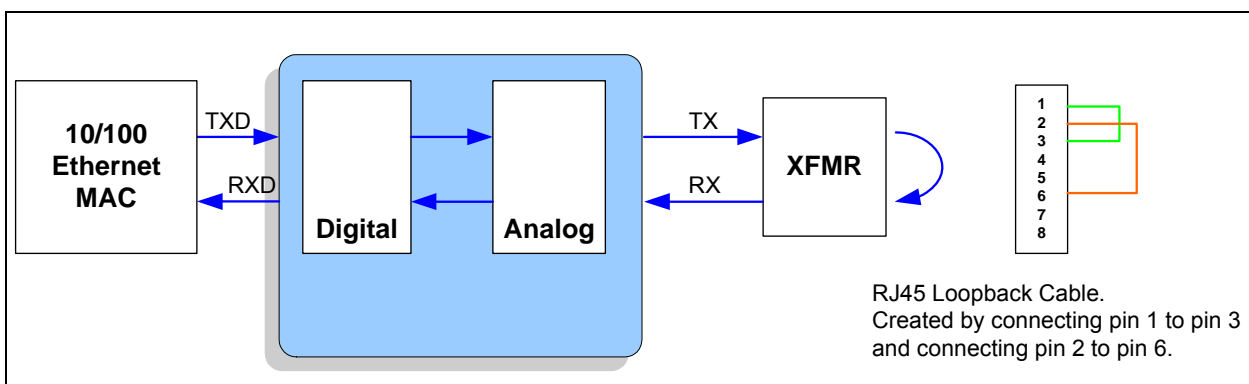 10/100
Ethernet
MAC
TXD
RXD
Digital
Analog
TX
RX
XFMR
1
2
3
4
5
6
7
8
RJ45 Loopback Cable.
Created by connecting pin 1 to pin 3
and connecting pin 2 to pin 6.